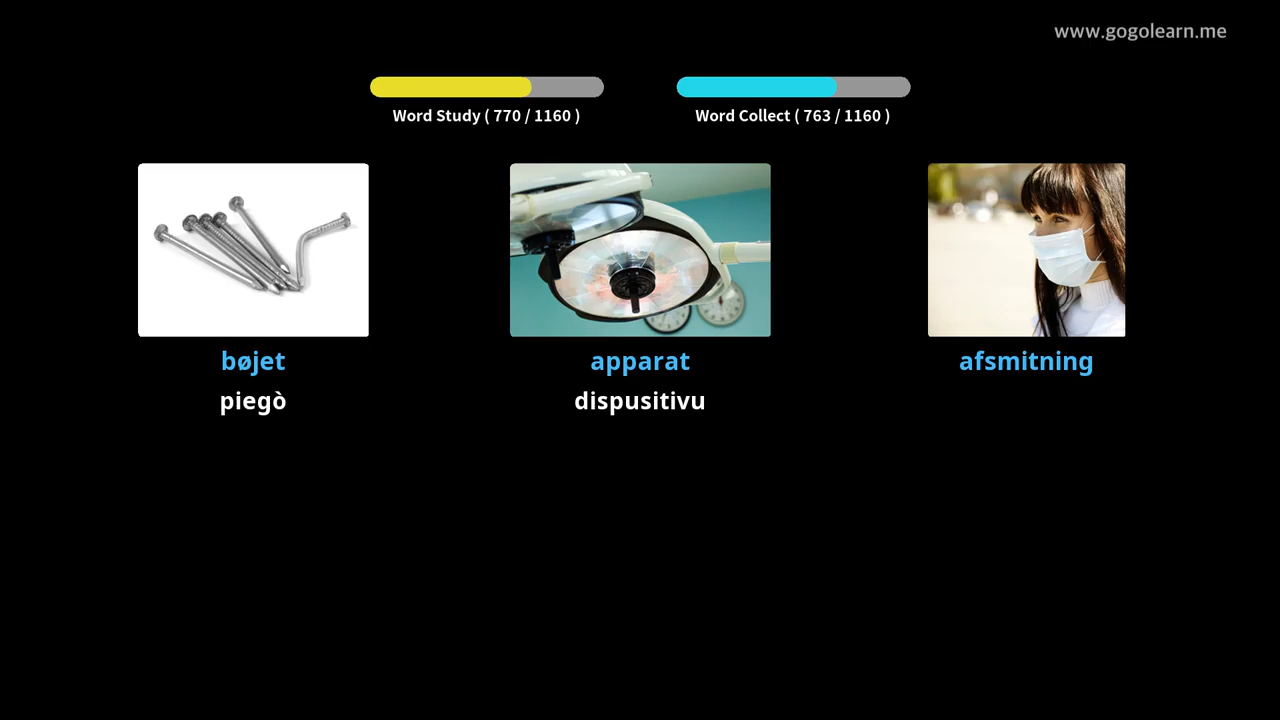 www.gogolearn.me
Word Study ( 770 / 1160 )
Word Collect ( 763 / 1160 )
bøjet
apparat
afsmitning
piegò
dispusitivu